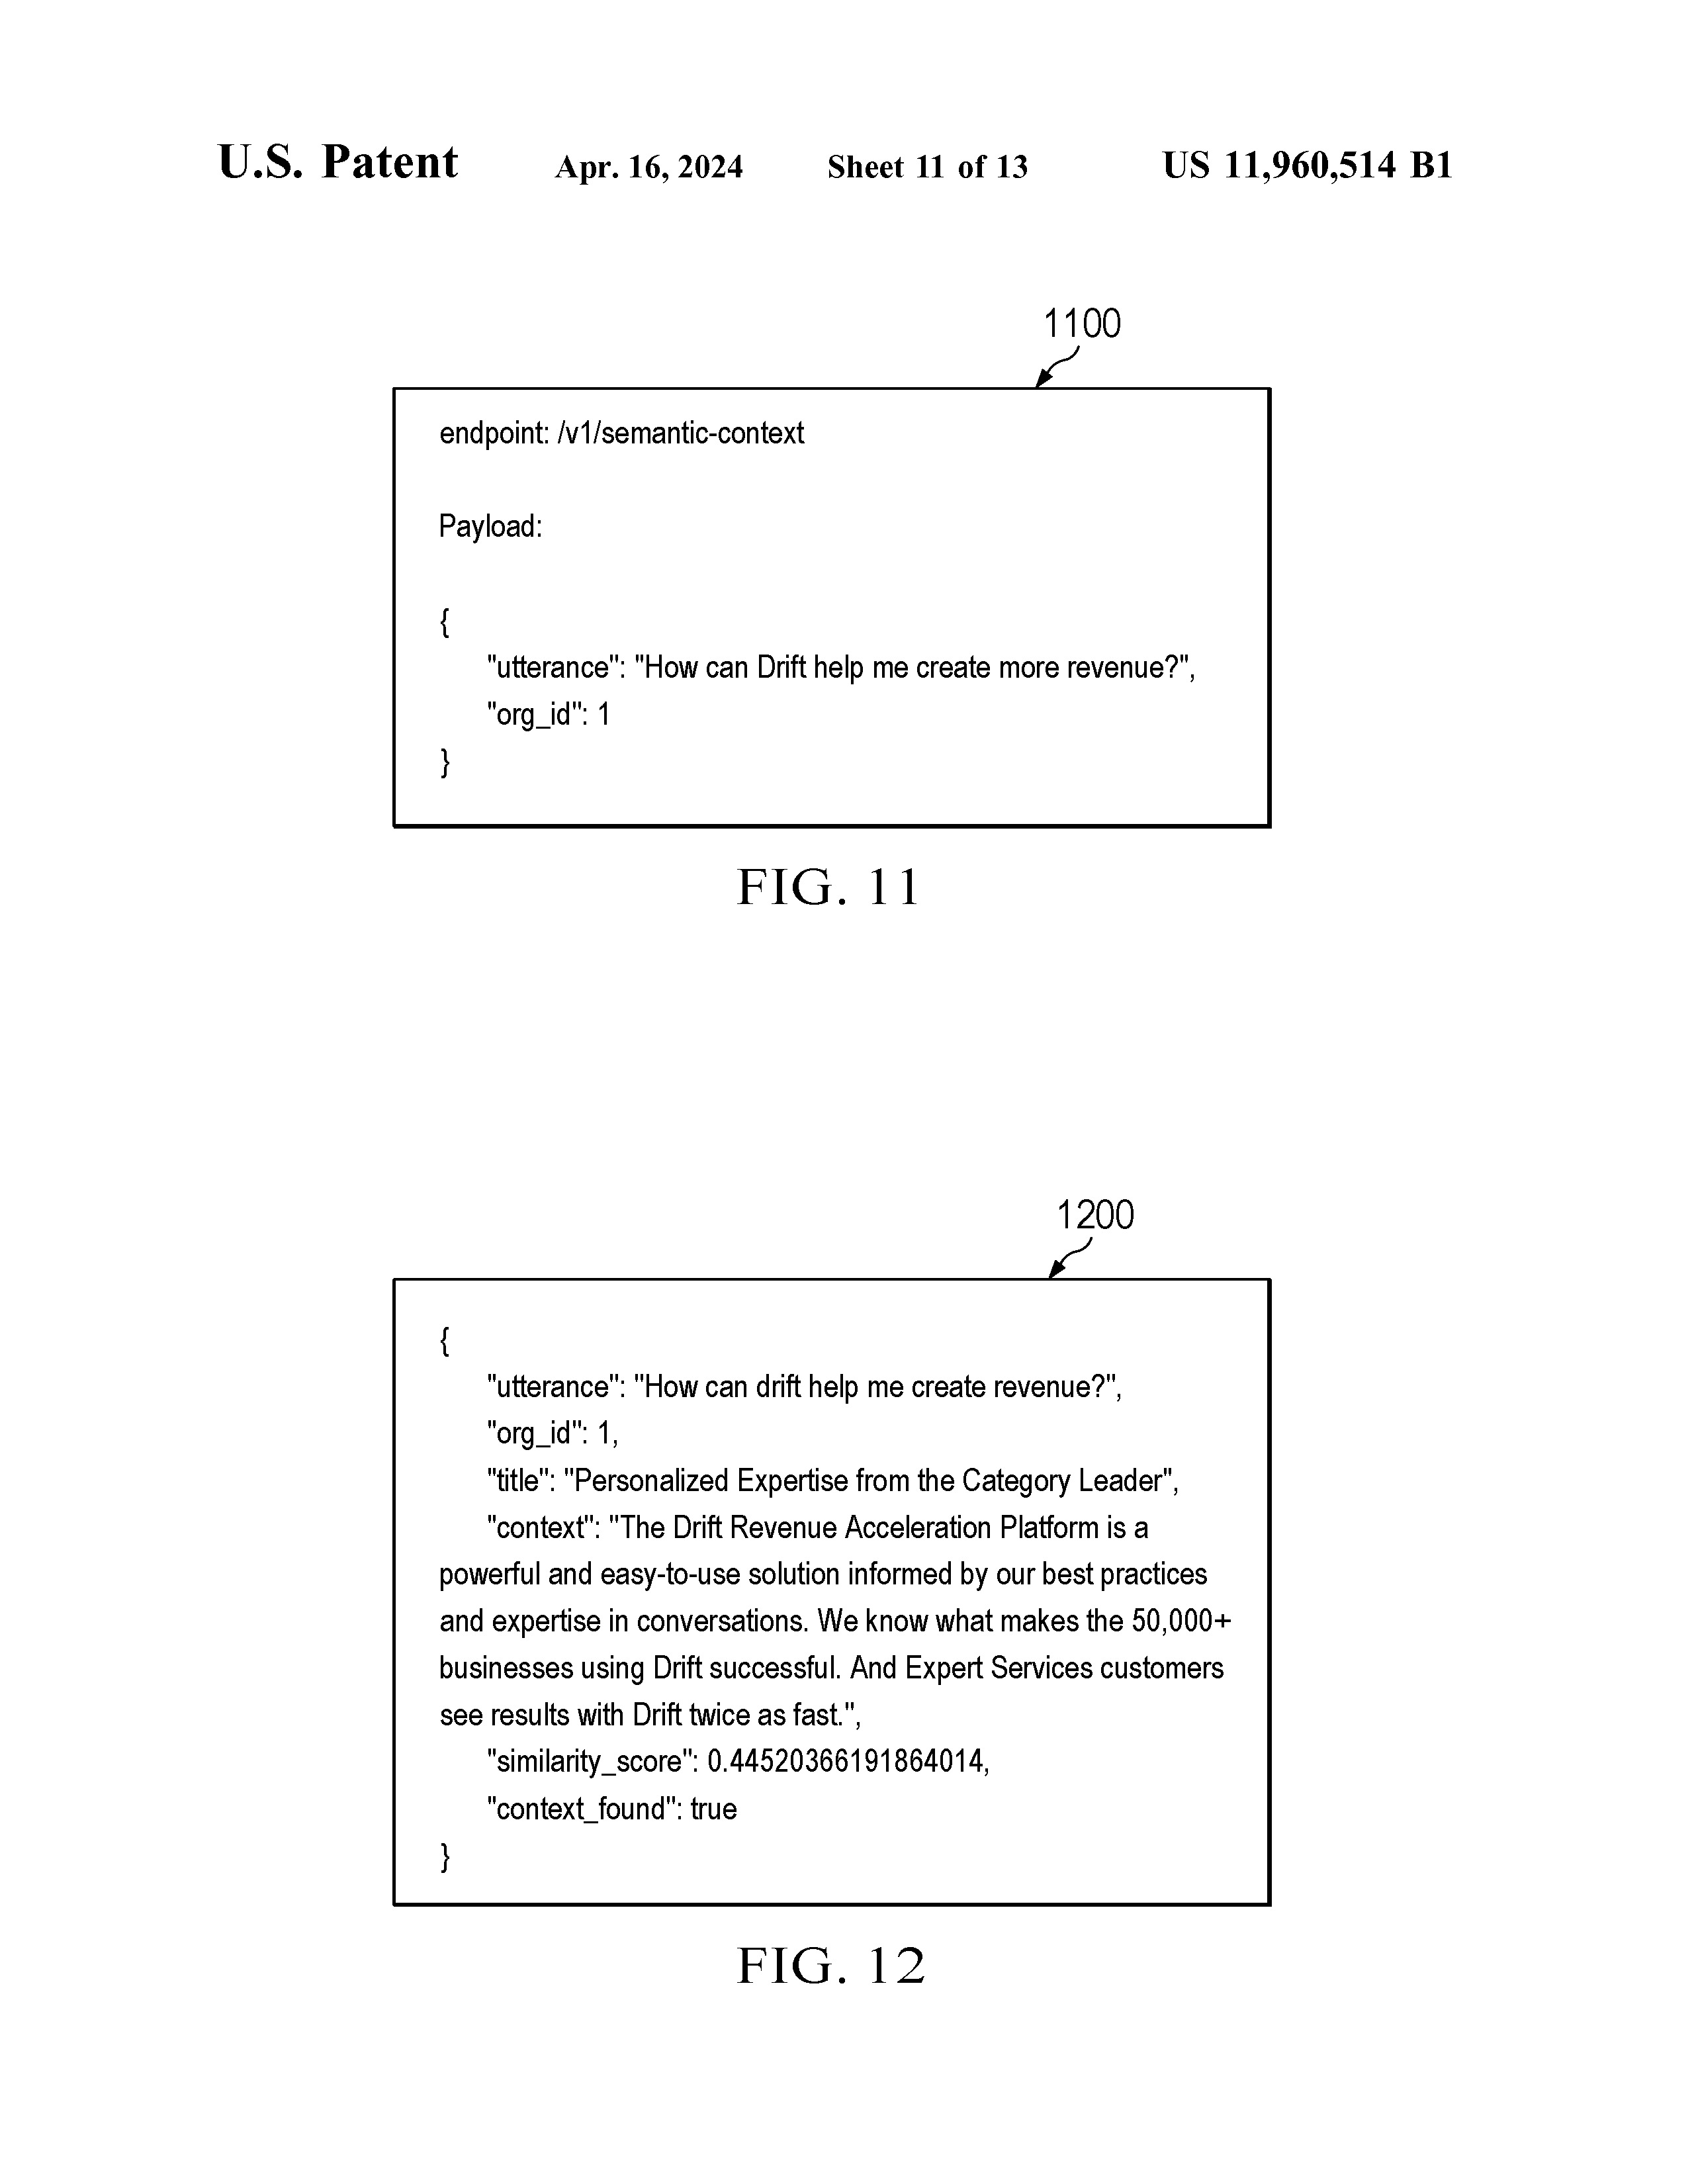 U.S. Patent Apr. 16, 2024 Sheet 11 of 13 US 11,960,514 B1
1100
endpoint: /v1/semantic-context
Payload:
{
"utterance": "How can Drift help me create more revenue?",
"org_id": 1
}
FIG. 11
1200
{
"utterance": "How can drift help me create revenue?",
"org_id": 1,
"title": "Personalized Expertise from the Category Leader",
"context": "The Drift Revenue Acceleration Platform is a
powerful and easy-to-use solution informed by our best practices
and expertise in conversations. We know what makes the 50,000+
businesses using Drift successful. And Expert Services customers
see results with Drift twice as fast.",
"similarity_score": 0.44520366191864014,
"context_found": true
}
FIG. 12